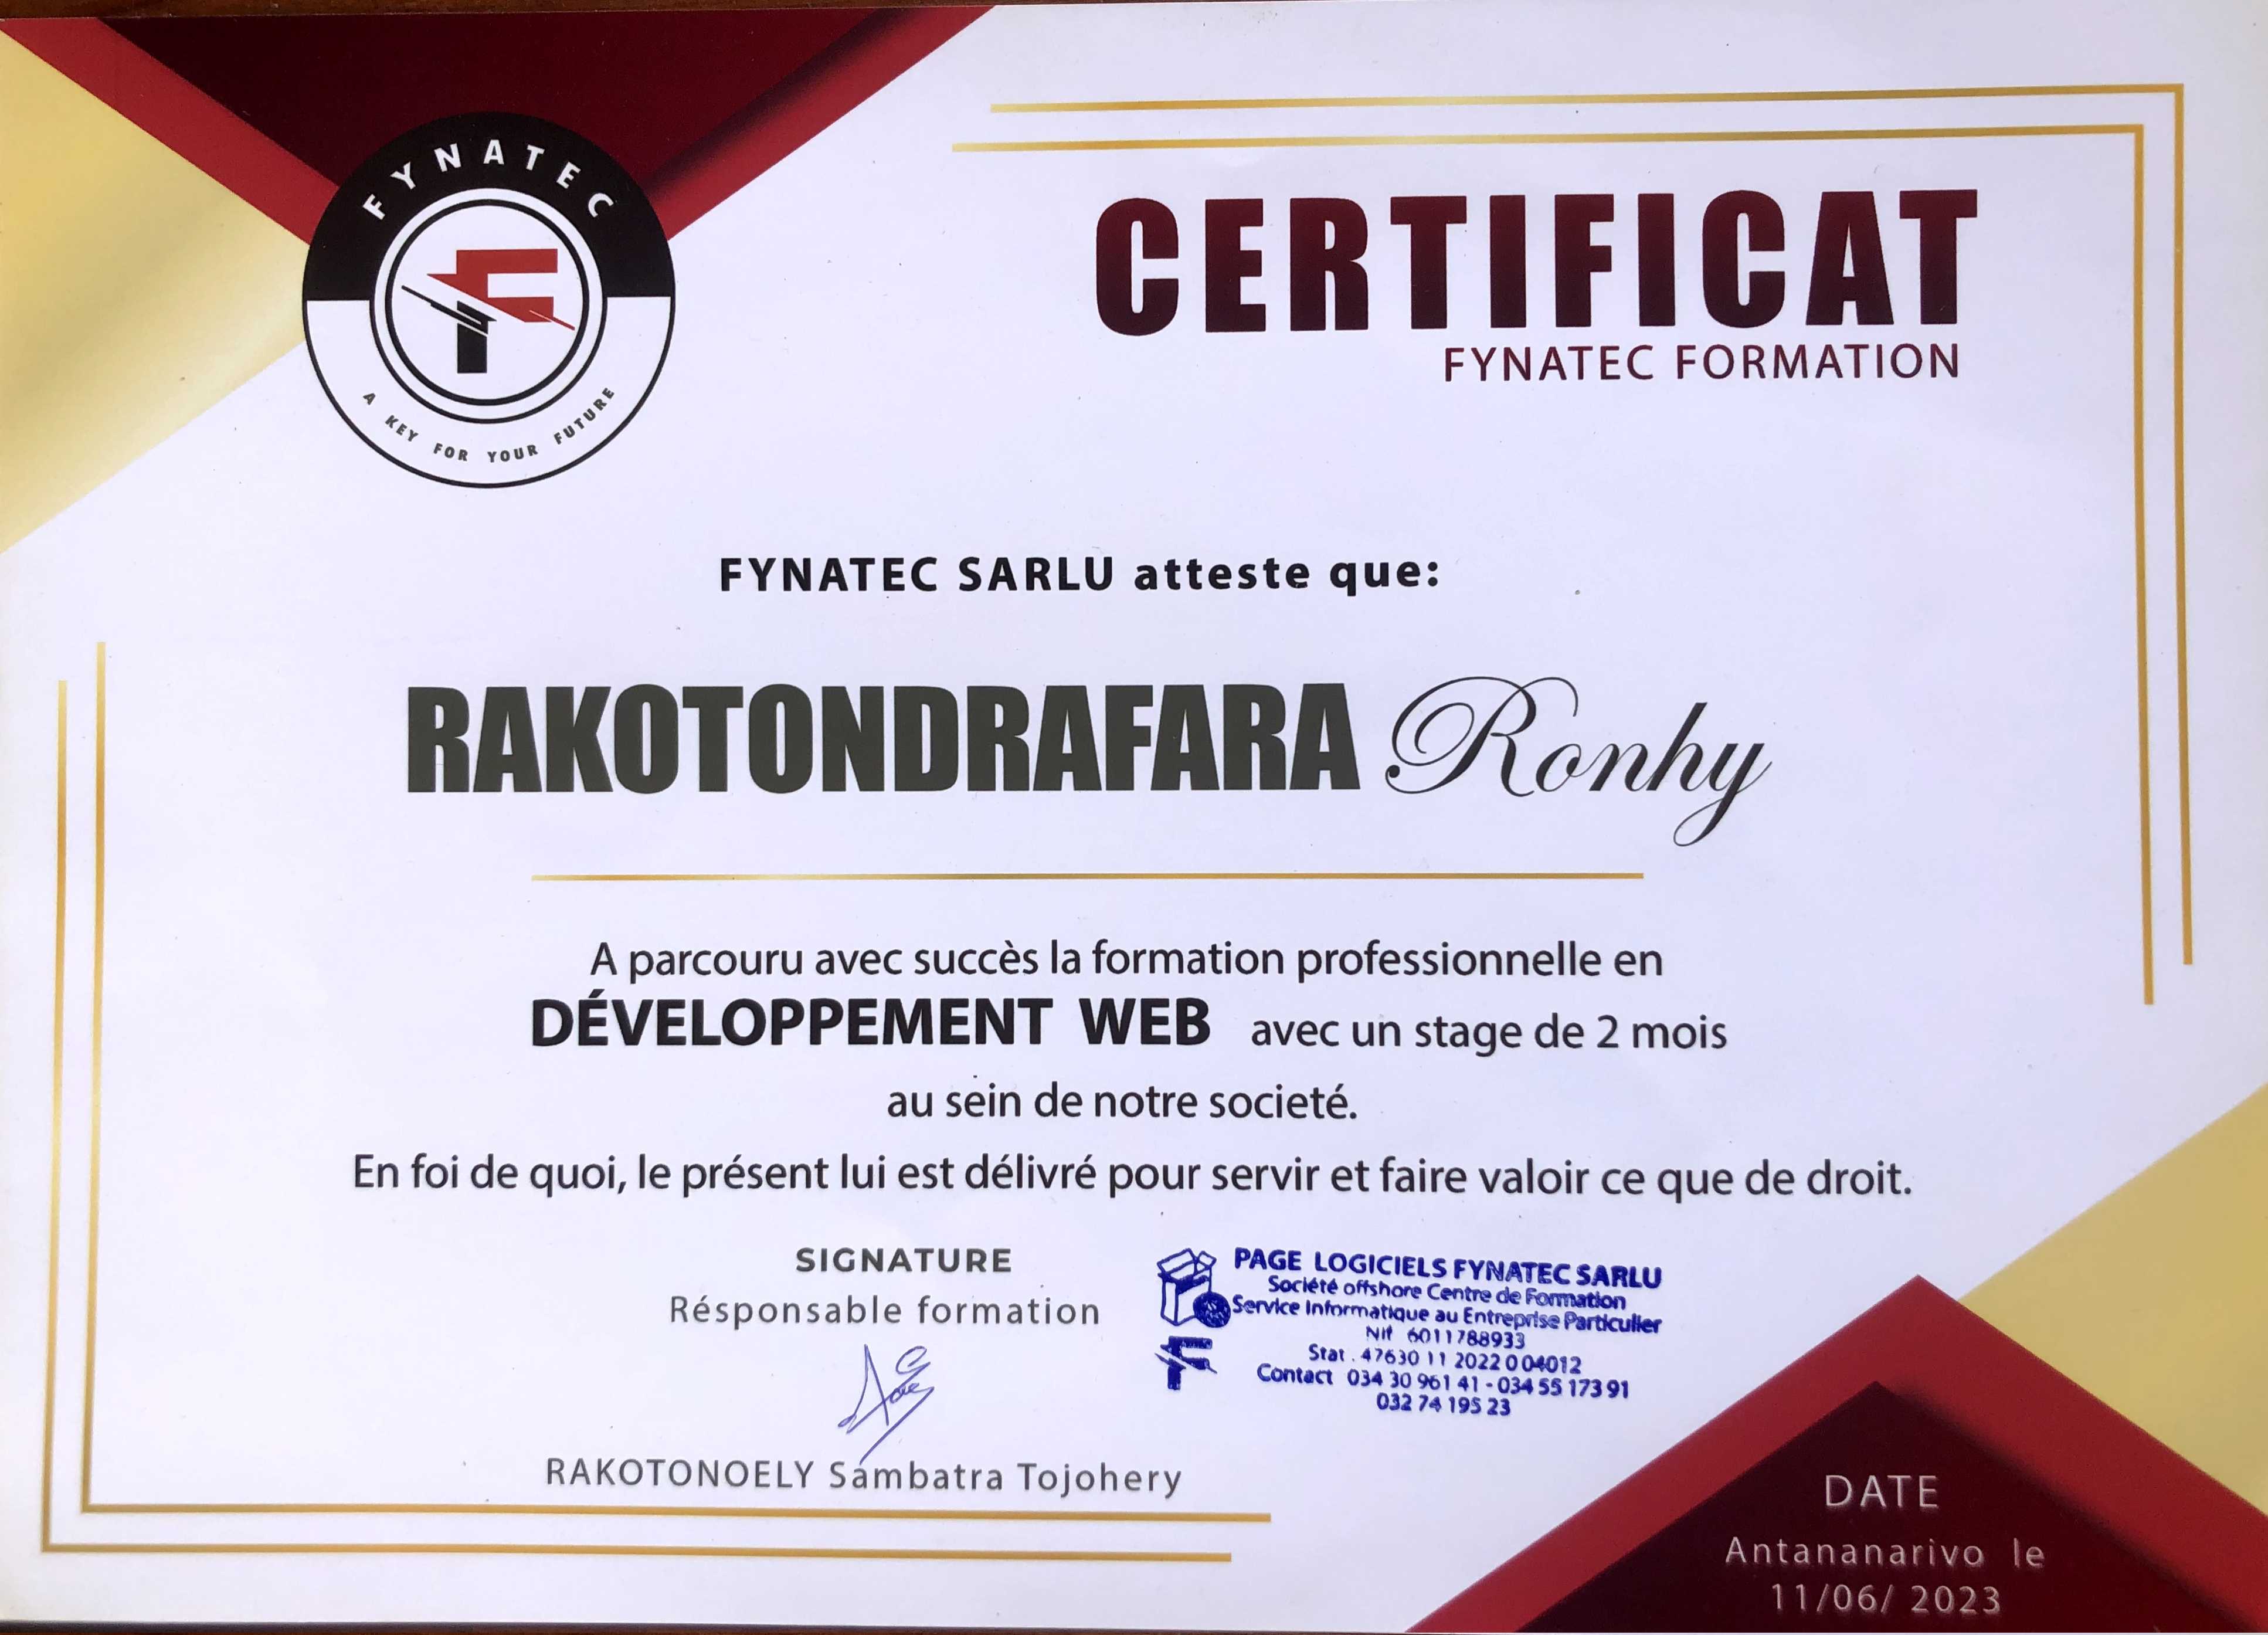 FYNATEC
A KEY FOR YOUR FUTURE
CERTIFICAT
FYNATEC FORMATION
FYNATEC SARLU atteste que:
RAKOTONDRAFARA Ronhy
A parcouru avec succès la formation professionnelle en
DÉVELOPPEMENT WEB avec un stage de 2 mois
au sein de notre societé.
En foi de quoi, le présent lui est délivré pour servir et faire valoir ce que de droit.
SIGNATURE
Résponsable formation
RAKOTONOELY Sambatra Tojohery
PAGE LOGICIELS FYNATEC SARLU
Société offshore Centre de Formation
Service Informatique au Entreprise Particulier
Nif 6011788933
Stat . 47630 11 2022 0 04012
Contact 034 30 961 41 - 034 55 173 91
032 74 195 23
DATE
Antananarivo le
11/06/ 2023